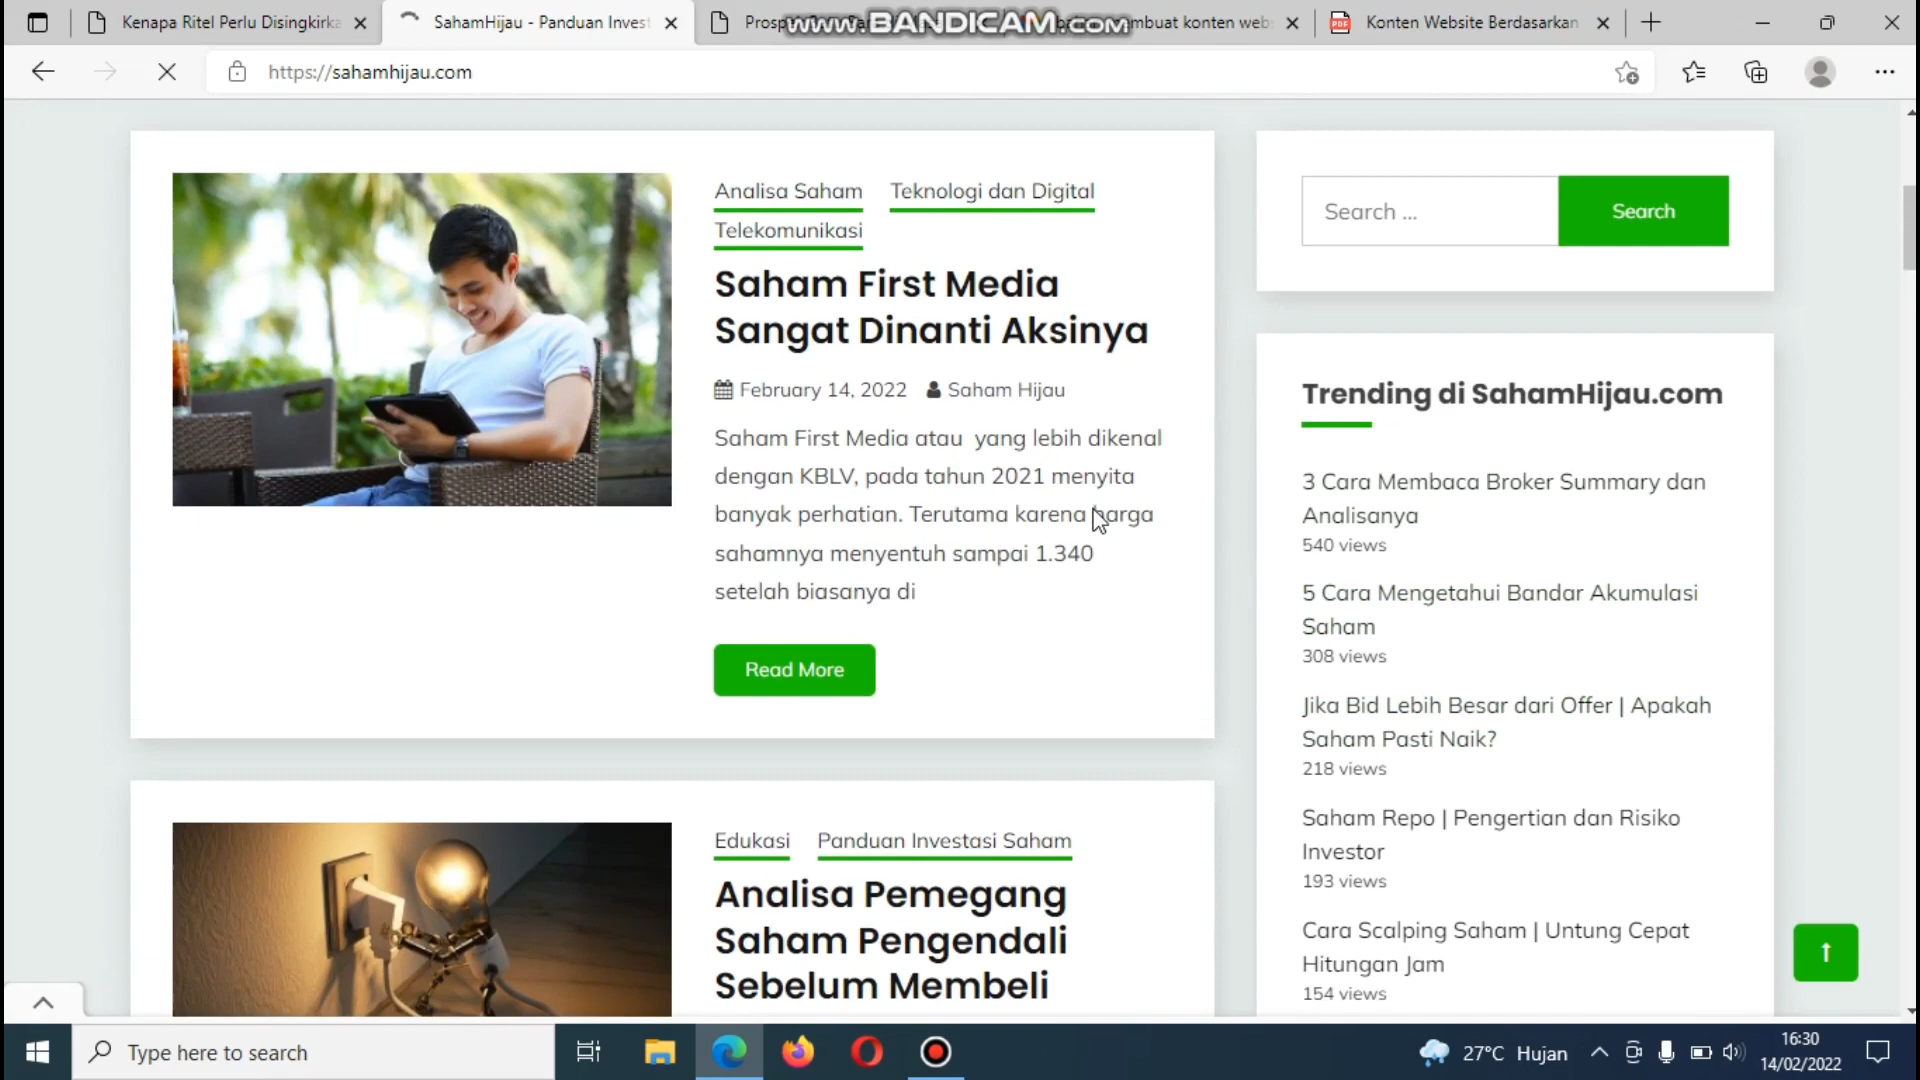 Kenapa Ritel Perlu Disingkirka
SahamHijau - Panduan Invest
www.BANDICAM.com
membuat konten web
Konten Website Berdasarkan
https://sahamhijau.com
Analisa Saham
Teknologi dan Digital
Telekomunikasi
Saham First Media
Sangat Dinanti Aksinya
February 14, 2022
Saham Hijau
Saham First Media atau yang lebih dikenal
dengan KBLV, pada tahun 2021 menyita
banyak perhatian. Terutama karena harga
sahamnya menyentuh sampai 1.340
setelah biasanya di
Read More
Edukasi
Panduan Investasi Saham
Analisa Pemegang
Saham Pengendali
Sebelum Membeli
Search ...
Search
Trending di SahamHijau.com
3 Cara Membaca Broker Summary dan
Analisanya
540 views
5 Cara Mengetahui Bandar Akumulasi
Saham
308 views
Jika Bid Lebih Besar dari Offer | Apakah
Saham Pasti Naik?
218 views
Saham Repo | Pengertian dan Risiko
Investor
193 views
Cara Scalping Saham | Untung Cepat
Hitungan Jam
154 views
Type here to search
27°C Hujan
16:30
14/02/2022